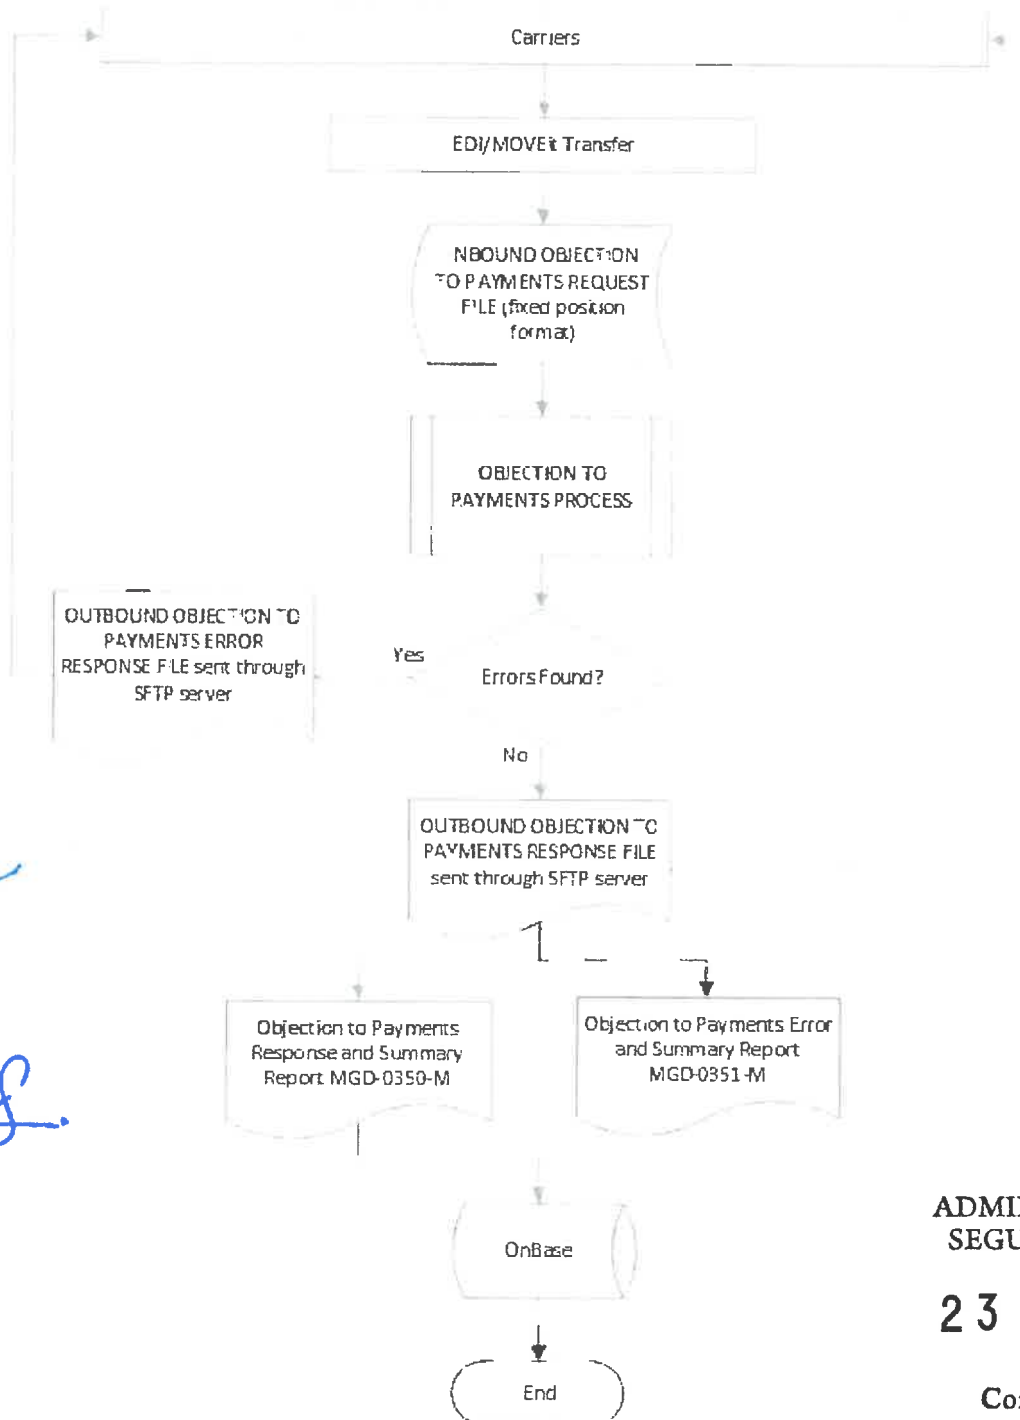 Carriers
EDI/MOVEit Transfer
NBOUND OBJECTION
TO PAYMENTS REQUEST
FILE (fixed position
format)
OBJECTION TO
PAYMENTS PROCESS
OUTBOUND OBJECTION TO
PAYMENTS ERROR
RESPONSE FILE sent through
SFTP server
Yes
Errors Found?
No
OUTBOUND OBJECTION TO
PAYMENTS RESPONSE FILE
sent through SFTP server
Objection to Payments
Response and Summary
Report MGD-0350-M
Objection to Payments Error
and Summary Report
MGD-0351-M
OnBase
End
ADMI
SEGU
23
Co